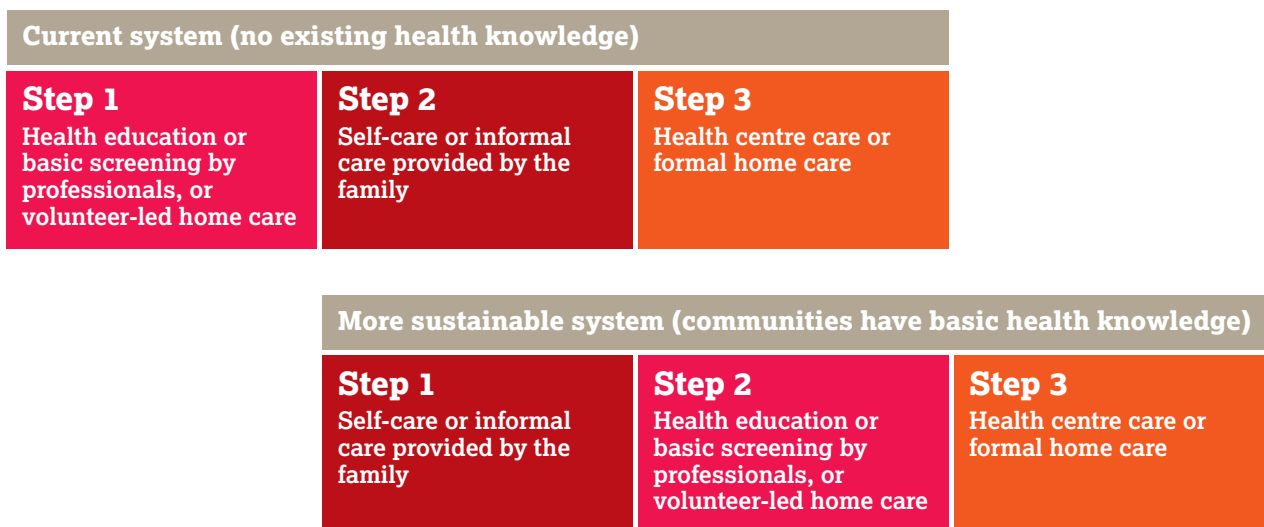 Current system (no existing health knowledge)
Step 1
Health education or
basic screening by
professionals, or
volunteer-led home care
Step 2
Self-care or informal
care provided by the
family
Step 3
Health centre care or
formal home care
More sustainable system (communities have basic health knowledge)
Step 1
Self-care or informal
care provided by the
family
Step 2
Health education or
basic screening by
professionals, or
volunteer-led home care
Step 3
Health centre care or
formal home care